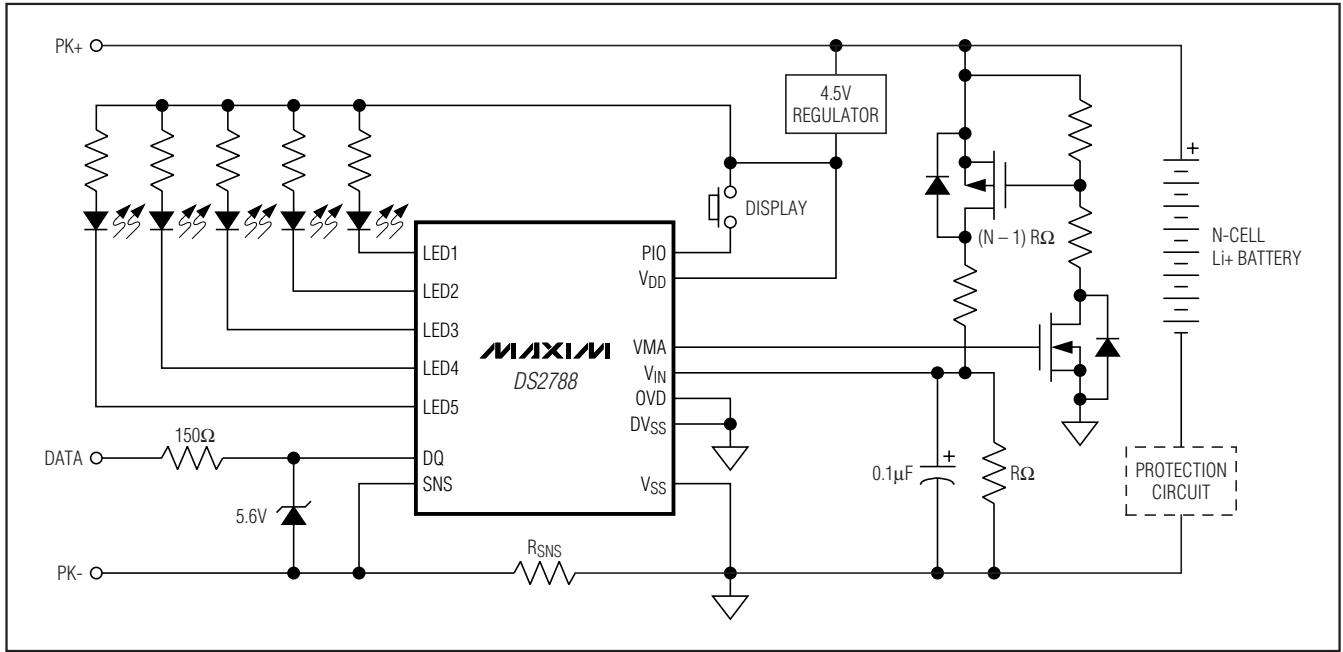 PK+
4.5V
REGULATOR
DISPLAY
(N – 1) RΩ
+
N-CELL
Li+ BATTERY
LED1
LED2
LED3
LED4
LED5
DQ
SNS
MAXIM
DS2788
PIO
VDD
VMA
VIN
OVD
DVSS
VSS
DATA
150Ω
5.6V
+
0.1μF
RΩ
PROTECTION
CIRCUIT
PK-
RSNS